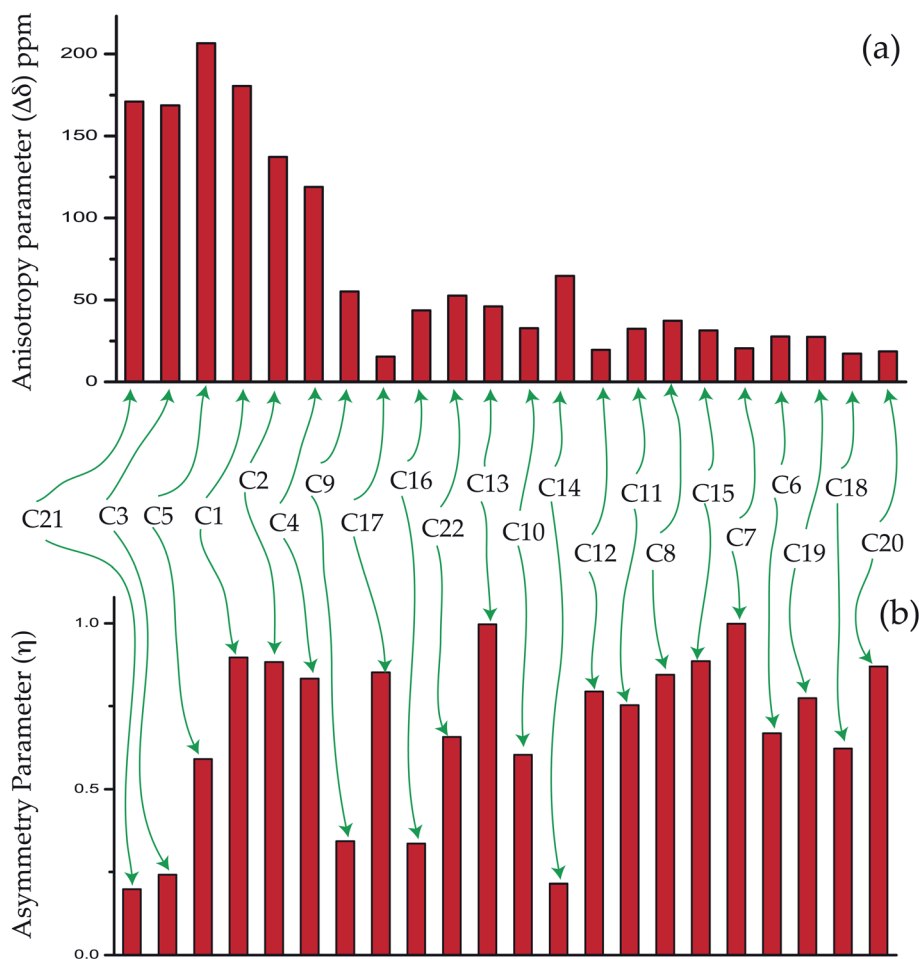 (a)
Anisotropy parameter (Δδ) ppm
200
150
100
50
0
C21
C3
C5
C1
C2
C4
C9
C17
C16
C22
C13
C10
C14
C12
C11
C8
C15
C7
C6
C19
C18
C20
(b)
Asymmetry Parameter (η)
1.0
0.5
0.0